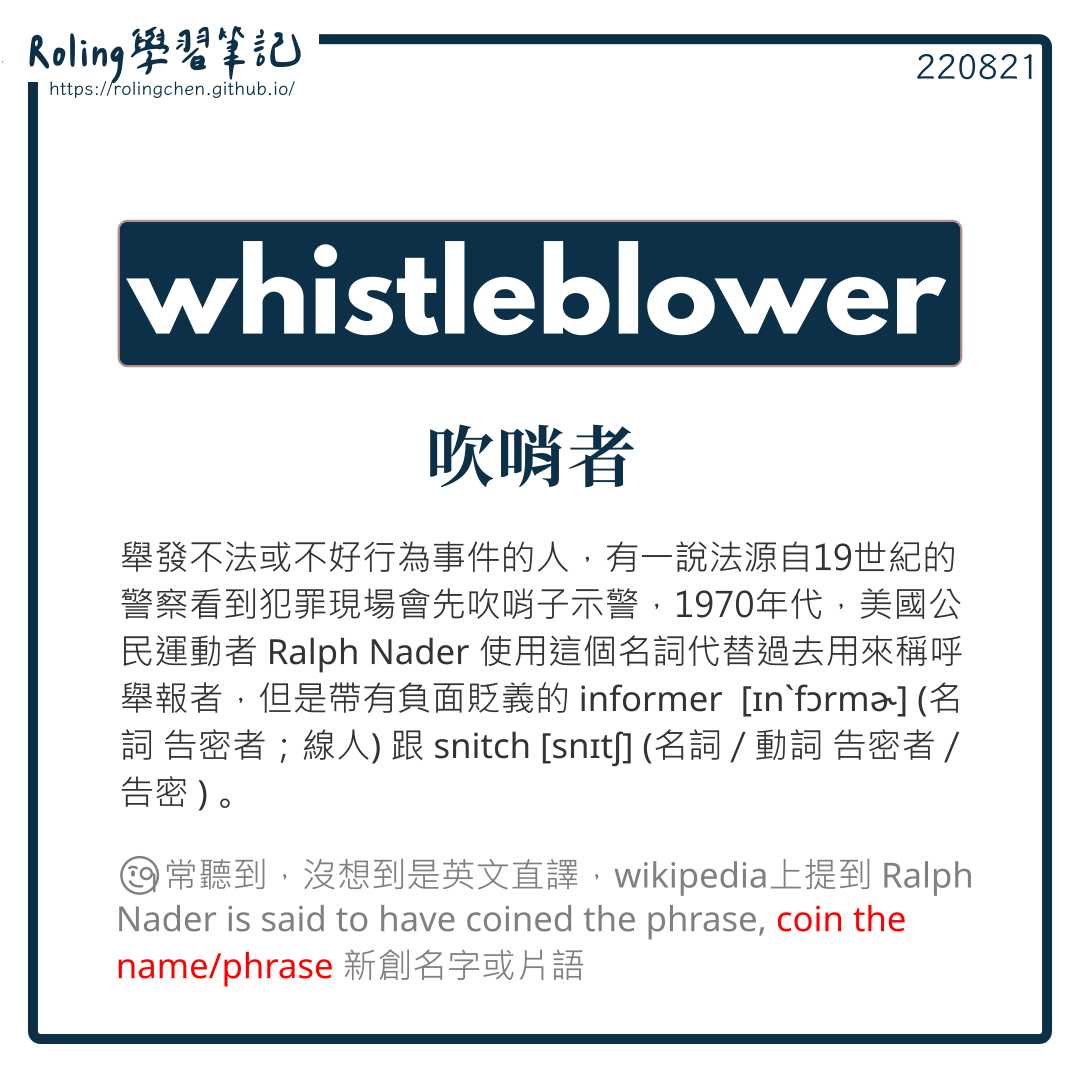 Roling學習筆記
https://rolingchen.github.io/
220821
whistleblower
吹哨者
舉發不法或不好行為事件的人，有一說法源自19世紀的
警察看到犯罪現場會先吹哨子示警，1970年代，美國公
民運動者 Ralph Nader 使用這個名詞代替過去用來稱呼
舉報者，但是帶有負面貶義的 informer [ɪnˋfɔrmɚ] (名
詞 告密者；線人) 跟 snitch [snɪtʃ] (名詞 / 動詞 告密者 /
告密 ) 。
常聽到，沒想到是英文直譯，wikipedia上提到 Ralph
Nader is said to have coined the phrase, coin the
name/phrase 新創名字或片語